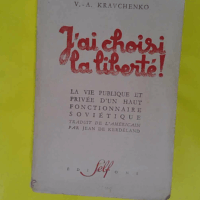 V.-A. KRAVCHENKO
J'ai choisi
la liberté!
LA VIE PUBLIQUE ET
PRIVÉE D'UN HAUT
FONCTIONNAIRE
SOVIÉTIQUE
TRADUIT DE L'AMÉRICAIN
PAR JEAN DE KERDÉLAND
Self